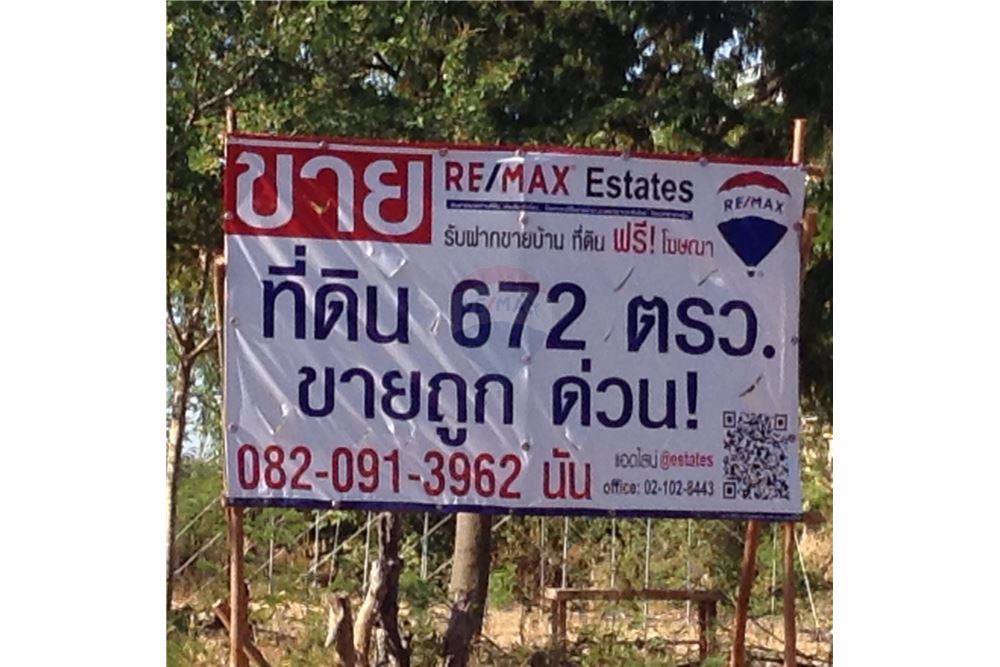 ขาย
RE/MAX Estates
รับฝากขายบ้าน ที่ดิน ฟรี! โฆษณา
RE/MAX
ที่ดิน 672 ตรว.
RE/MAX
ขายถูก ด่วน!
082-091-3962 นัน
แอดไลน์ @estates
office: 02-102-8443